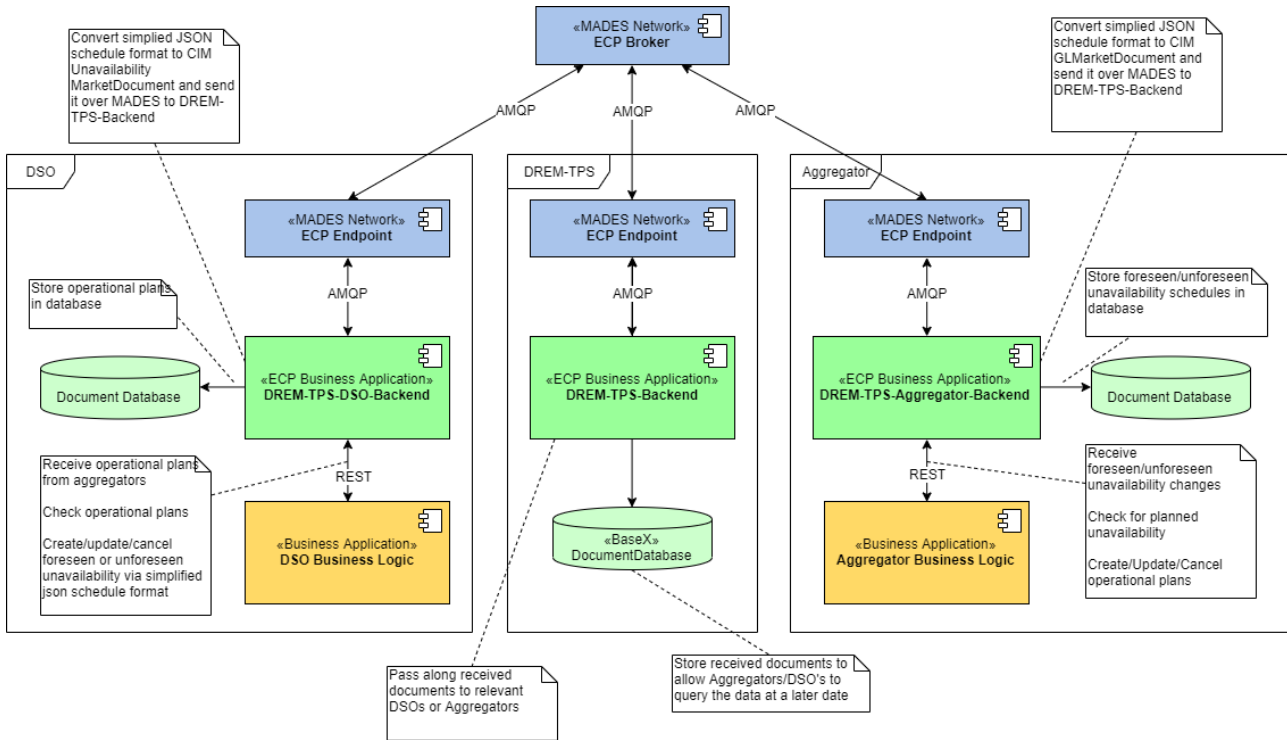 Convert simplied JSON
schedule format to CIM
Unavailability
MarketDocument and send
it over MADES to DREM-
TPS-Backend
«MADES Network»
ECP Broker
Convert simplied JSON
schedule format to CIM
GLMarketDocument and
send it over MADES to
DREM-TPS-Backend
AMQP
AMQP
AMQP
DSO
DREM-TPS
Aggregator
«MADES Network»
ECP Endpoint
«MADES Network»
ECP Endpoint
«MADES Network»
ECP Endpoint
Store operational plans
in database
AMQP
AMQP
AMQP
Store foreseen/unforeseen
unavailability schedules in
database
Document Database
«ECP Business Application»
DREM-TPS-DSO-Backend
«ECP Business Application»
DREM-TPS-Backend
«ECP Business Application»
DREM-TPS-Aggregator-Backend
Document Database
Receive operational plans
from aggregators
Check operational plans
Create/update/cancel
foreseen or unforeseen
unavailability via simplified
json schedule format
REST
«Business Application»
DSO Business Logic
«BaseX»
DocumentDatabase
REST
«Business Application»
Aggregator Business Logic
Receive
foreseen/unforeseen
unavailability changes
Check for planned
unavailability
Create/Update/Cancel
operational plans
Pass along received
documents to relevant
DSOs or Aggregators
Store received documents to
allow Aggregators/DSO's to
query the data at a later date